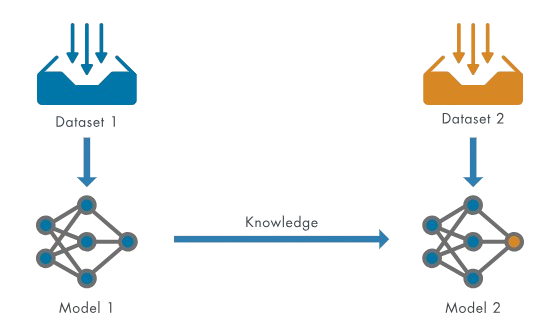 Dataset 1
Dataset 2
Knowledge
Model 1
Model 2